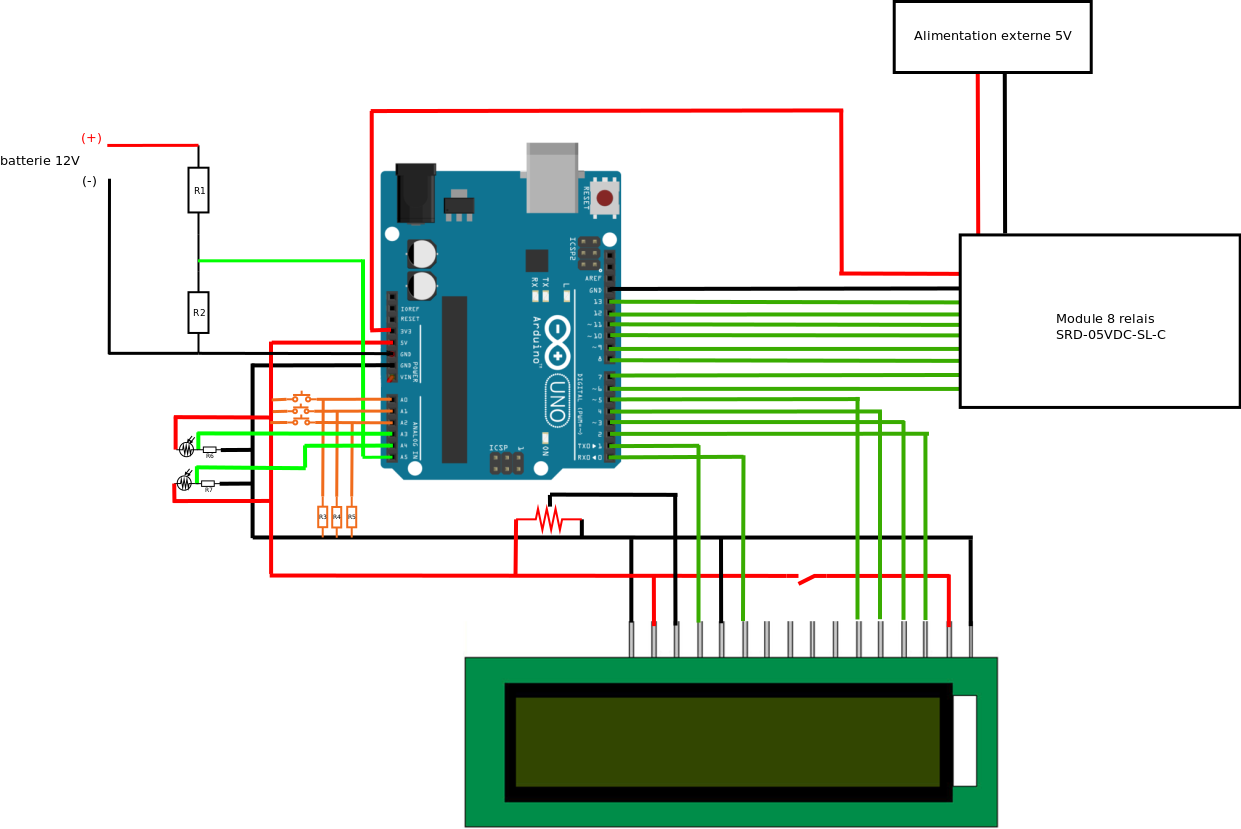 Alimentation externe 5V
(+)
batterie 12V
(-)
R1
R2
RESET
ICSP2
AREF
GND
13
12
~11
~10
~9
8
7
~6
~5
4
~3
2
TXD▶1
RXD◀0
RX
TX
L
Arduino™
UNO
DIGITAL (PWM~)
IOREF
RESET
3V3
5V
GND
GND
VIN
POWER
A0
A1
A2
A3
A4
A5
ANALOG IN
ICSP
1
ON
Module 8 relais
SRD-05VDC-SL-C
R6
R7
R3
R4
R5